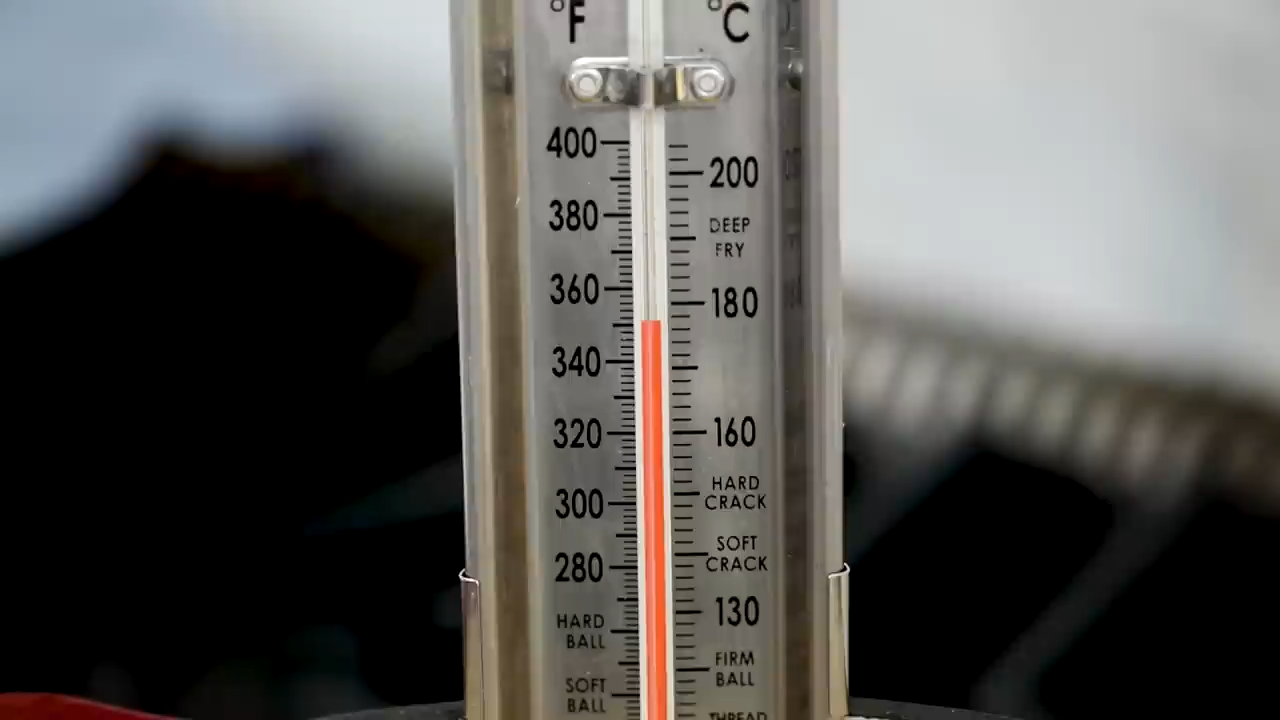 °F °C
400
200
380
DEEP
FRY
360
180
340
320
160
300
HARD
CRACK
280
SOFT
CRACK
130
HARD
BALL
FIRM
BALL
SOFT
BALL
THREAD